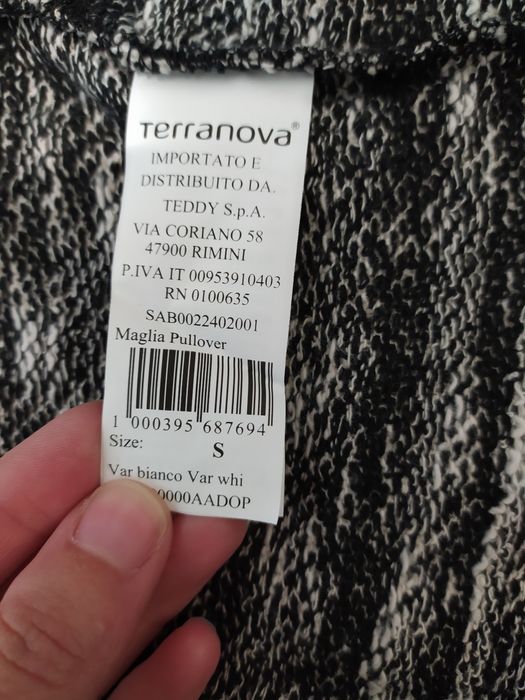 Terranova®
IMPORTATO E
DISTRIBUITO DA.
TEDDY S.p.A.
VIA CORIANO 58
47900 RIMINI
P.IVA IT 00953910403
RN 0100635
SAB0022402001
Maglia Pullover
1 000395 687694
Size: S
Var bianco Var whi
0000AADOP